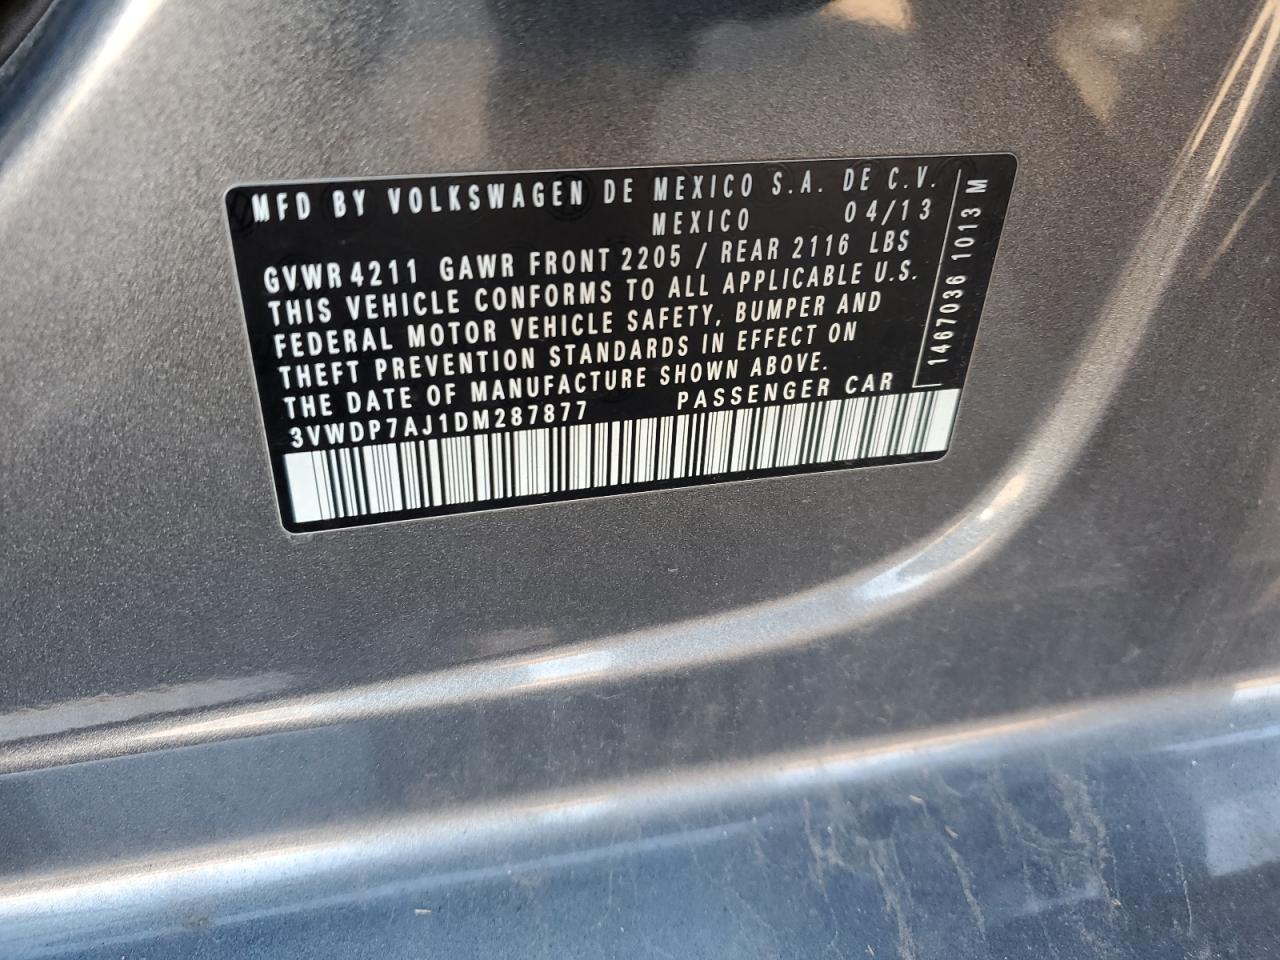 MFD BY VOLKSWAGEN DE MEXICO S.A. DE C.V.
MEXICO 04/13
GVWR 4211 GAWR FRONT 2205 / REAR 2116 LBS
THIS VEHICLE CONFORMS TO ALL APPLICABLE U.S.
FEDERAL MOTOR VEHICLE SAFETY, BUMPER AND
THEFT PREVENTION STANDARDS IN EFFECT ON
THE DATE OF MANUFACTURE SHOWN ABOVE.
3VWDP7AJ1DM287877 PASSENGER CAR
1467036 1013 M